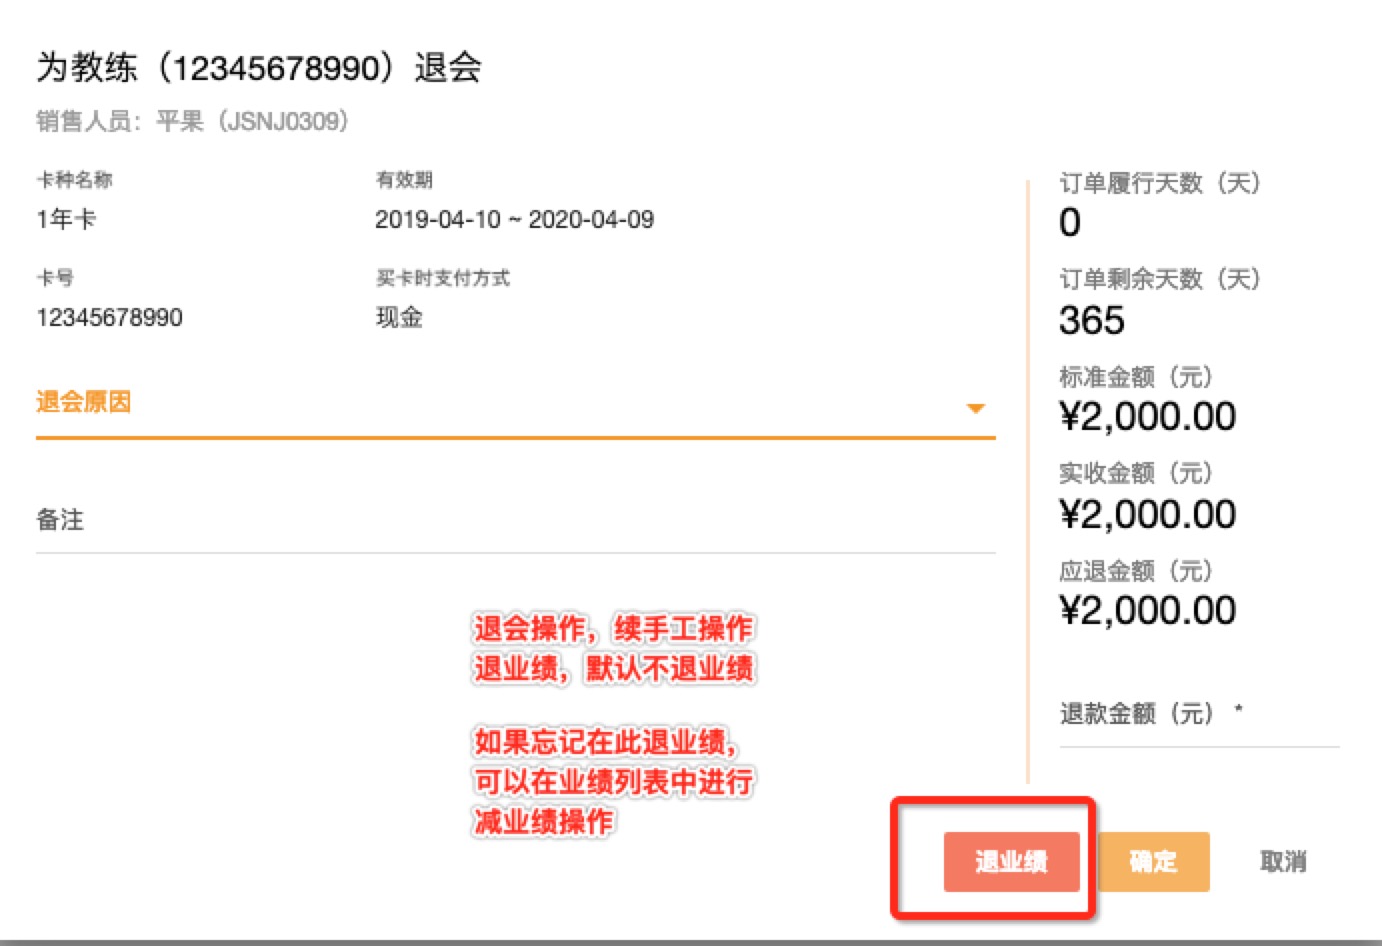 为教练（12345678990）退会
销售人员：平果（JSNJ0309）
卡种名称
有效期
1年卡
2019-04-10 ~ 2020-04-09
卡号
买卡时支付方式
12345678990
现金
退会原因
备注
退会操作，续手工操作
退业绩，默认不退业绩
如果忘记在此退业绩，
可以在业绩列表中进行
减业绩操作
订单履行天数（天）
0
订单剩余天数（天）
365
标准金额（元）
¥2,000.00
实收金额（元）
¥2,000.00
应退金额（元）
¥2,000.00
退款金额（元） *
退业绩
确定
取消